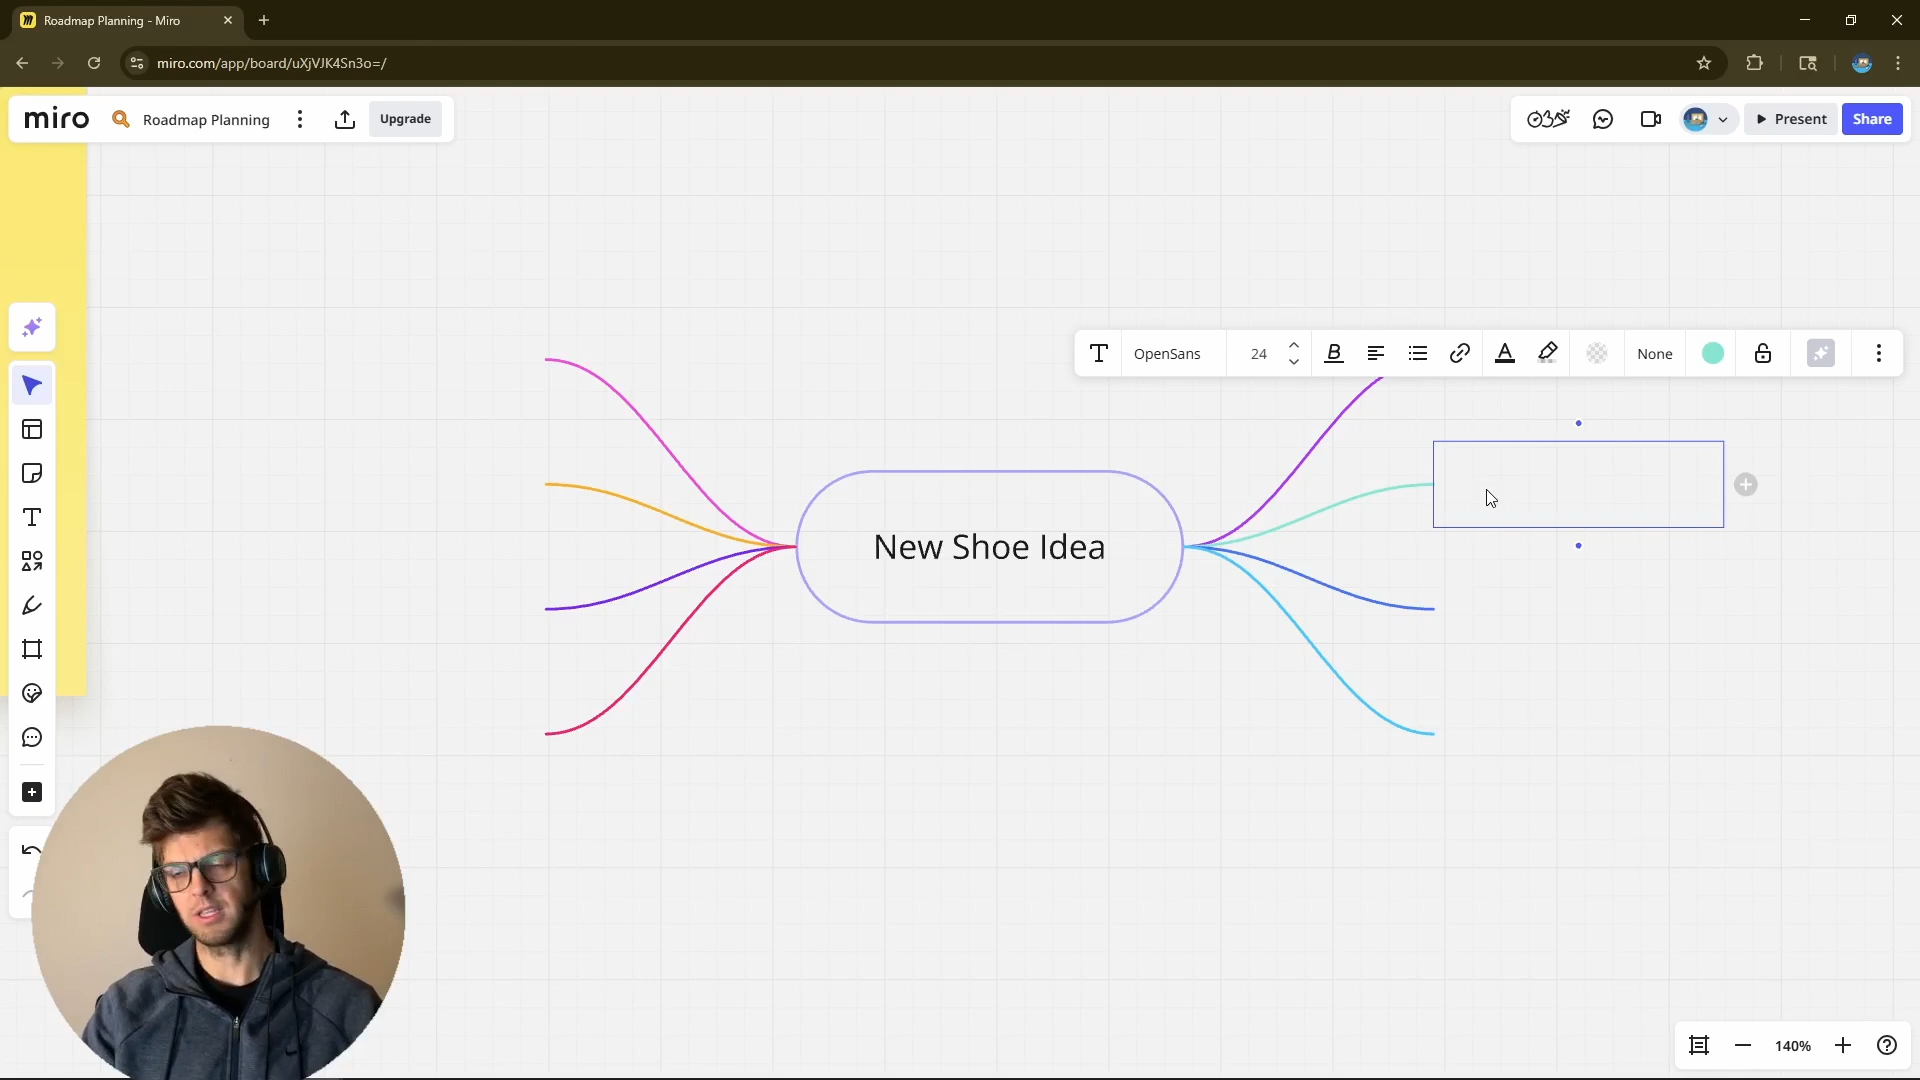 Roadmap Planning - Miro
miro.com/app/board/uXjVJK4Sn3o=/
miro
Roadmap Planning
Upgrade
Present
Share
OpenSans
24
B
A
None
New Shoe Idea
140%